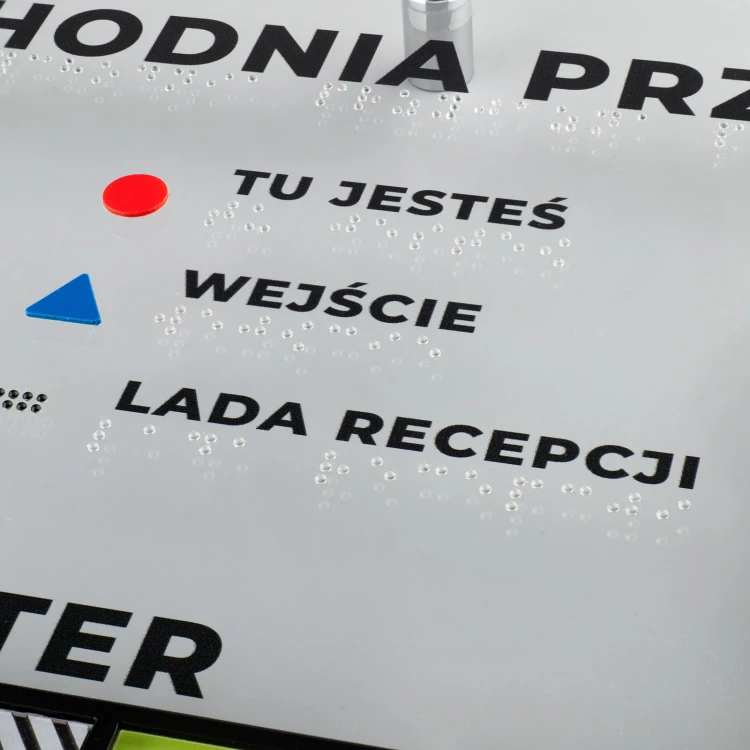 HODNIA PRZ
TU JESTEŚ
WEJŚCIE
LADA RECEPCJI
TER